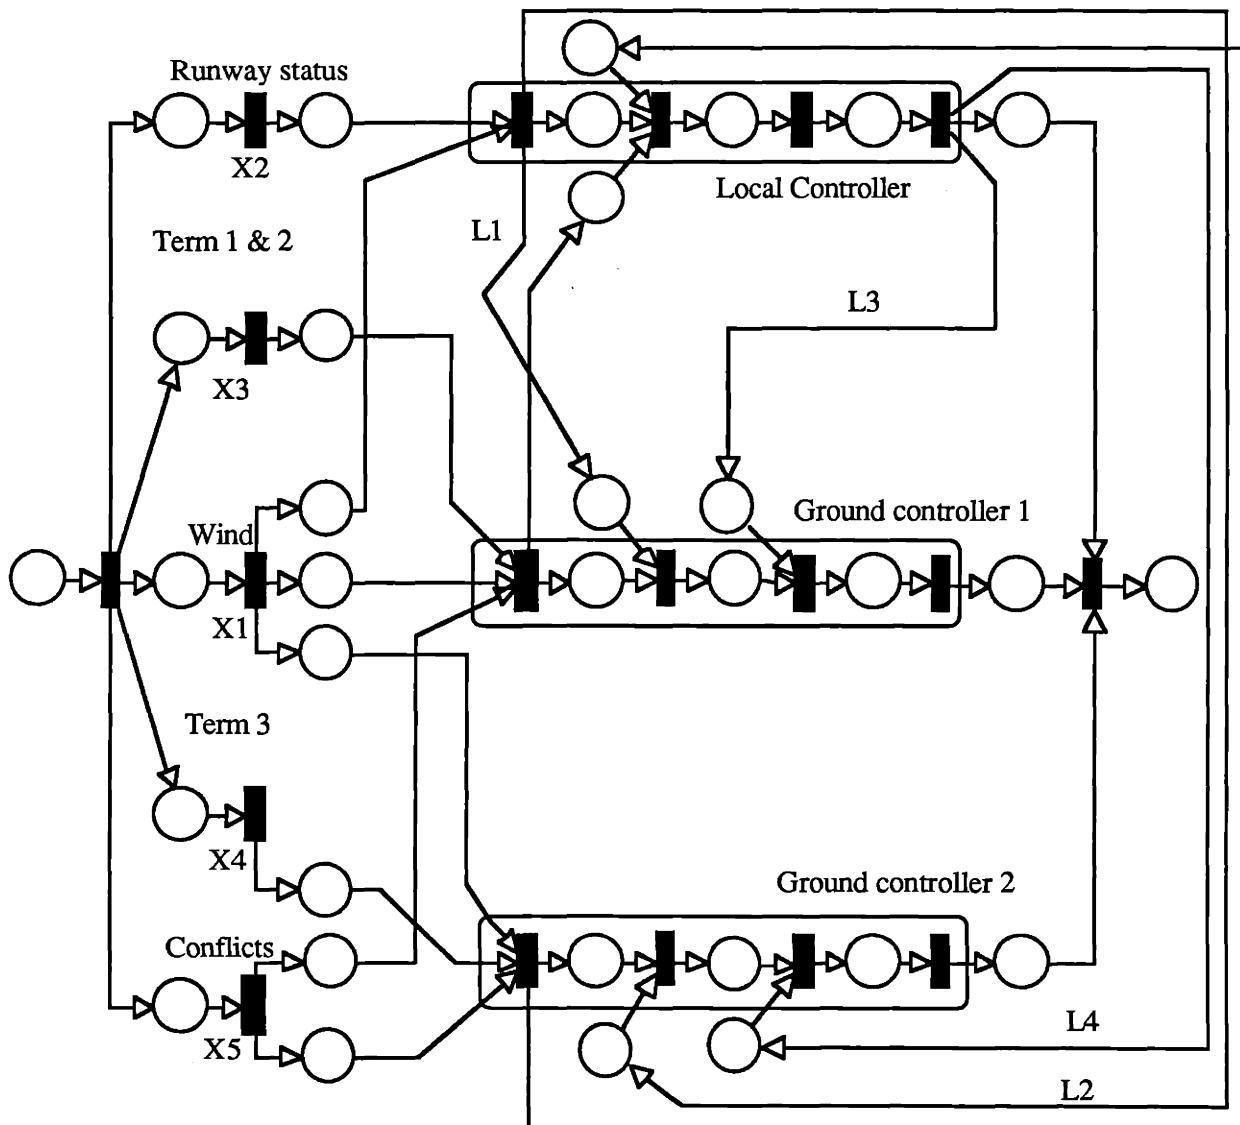 Runway status
X2
Local Controller
Term 1 & 2
L1
L3
X3
Ground controller 1
Wind
X1
Term 3
X4
Ground controller 2
Conflicts
X5
L4
L2